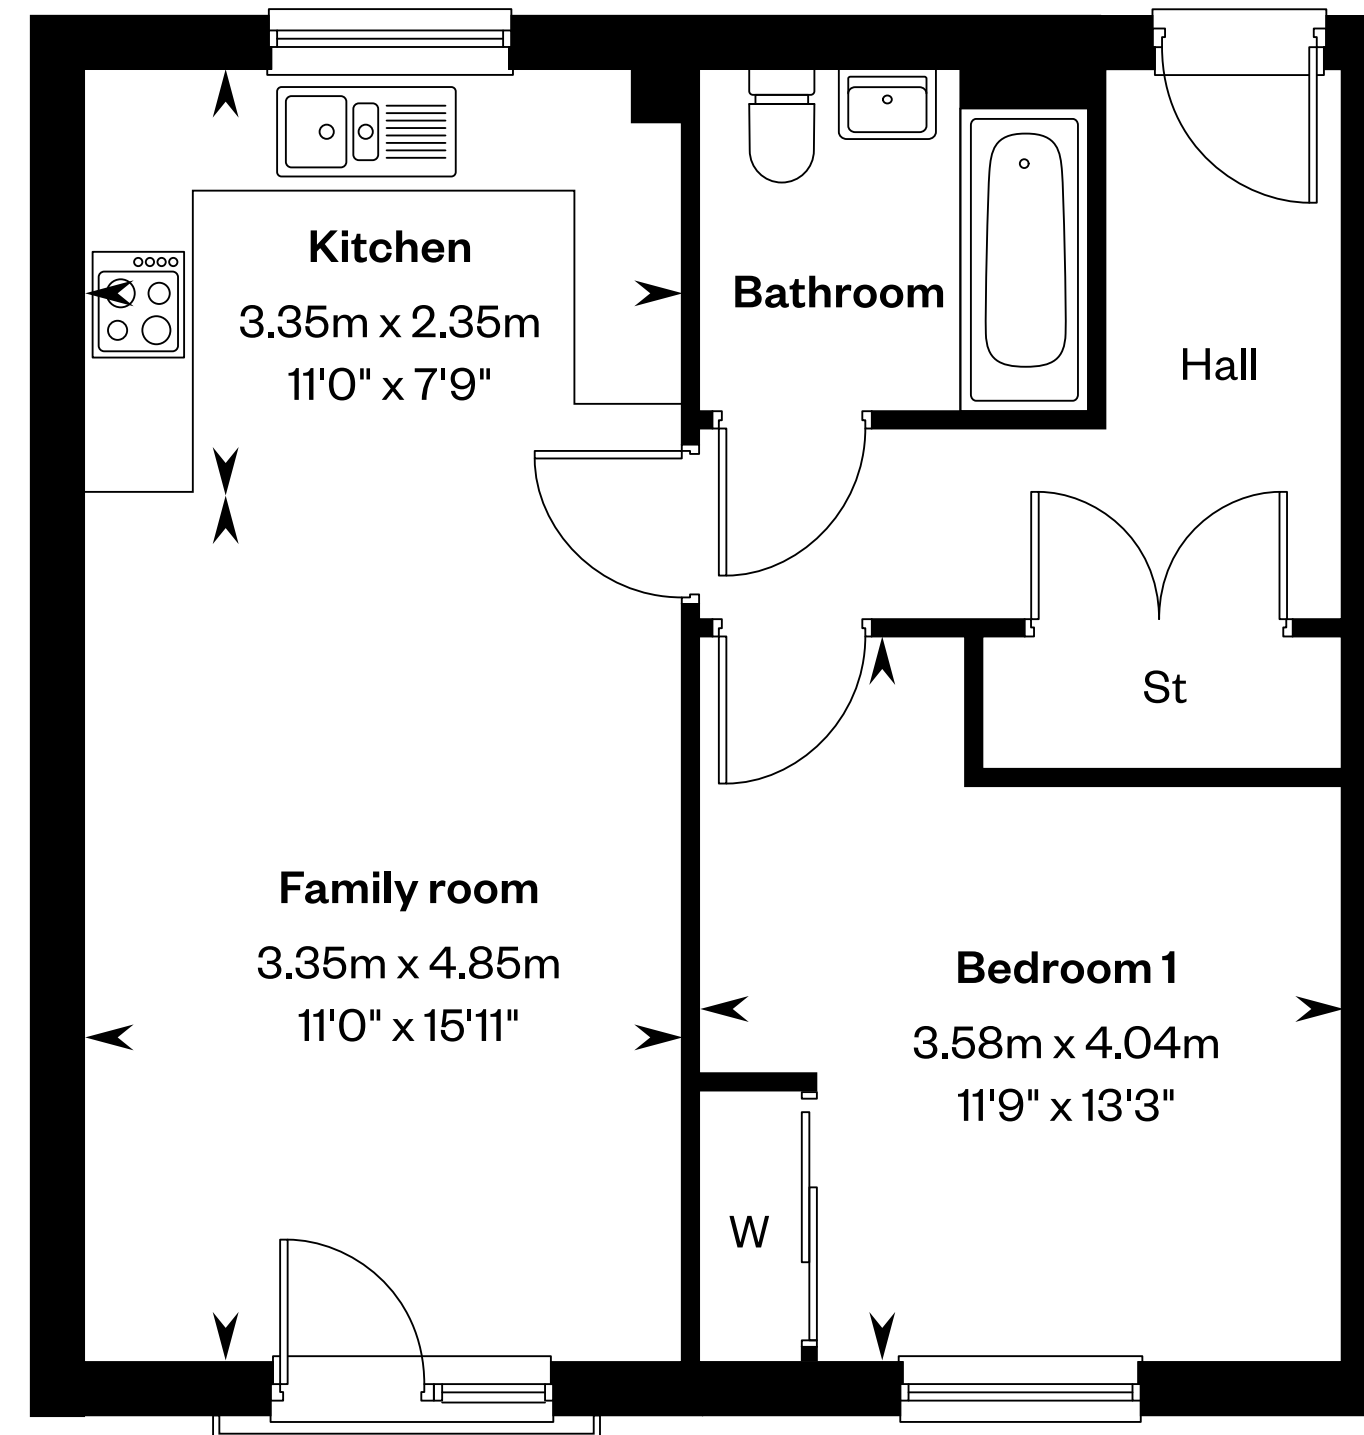 Kitchen
3.35m x 2.35m
11'0" x 7'9"
Bathroom
Hall
St
Family room
3.35m x 4.85m
11'0" x 15'11"
Bedroom 1
3.58m x 4.04m
11'9" x 13'3"
W